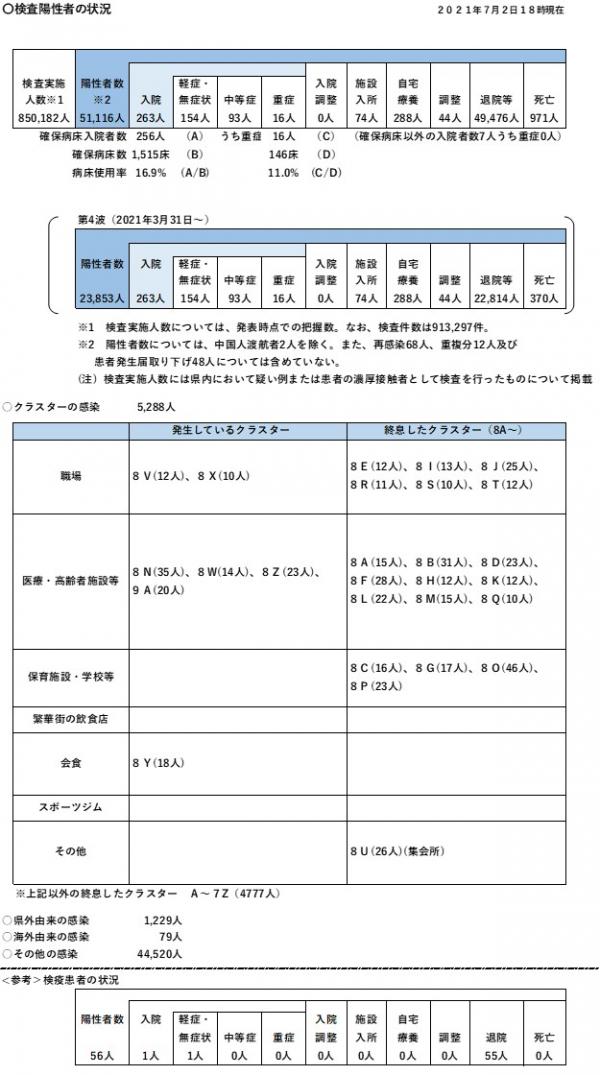 〇検査陽性者の状況
２０２１年７月２日１８時現在
検査実施人数※1 陽性者数※2 入院 軽症・無症状 中等症 重症 入院調整 施設入所 自宅療養 調整 退院等 死亡
850,182人 51,116人 263人 154人 93人 16人 0人 74人 288人 44人 49,476人 971人
確保病床入院者数 256人 （A） うち重症 16人 （C） （確保病床以外の入院者数7人うち重症0人）
確保病床数 1,515床 （B） 146床 （D）
病床使用率 16.9% （A/B） 11.0% （C/D）
第4波（2021年3月31日～）
陽性者数 入院 軽症・無症状 中等症 重症 入院調整 施設入所 自宅療養 調整 退院等 死亡
23,853人 263人 154人 93人 16人 0人 74人 288人 44人 22,814人 370人
※1 検査実施人数については、発表時点での把握数。なお、検査件数は913,297件。
※2 陽性者数については、中国人渡航者2人を除く。また、再感染68人、重複分12人及び
患者発生届取り下げ48人については含めていない。
（注）検査実施人数には県内において疑い例または患者の濃厚接触者として検査を行ったものについて掲載
〇クラスターの感染 5,288人
発生しているクラスター 終息したクラスター（8A～）
職場 ８Ｖ(12人)、８Ｘ(10人) ８Ｅ(12人)、８Ｉ(13人)、８Ｊ(25人)、
８Ｒ(11人)、８Ｓ(10人)、８Ｔ(12人)
医療・高齢者施設等 ８Ｎ(35人)、８Ｗ(14人)、８Ｚ(23人)、
９Ａ(20人)
８Ａ(15人)、８Ｂ(31人)、８Ｄ(23人)、
８Ｆ(28人)、８Ｈ(12人)、８Ｋ(12人)、
８Ｌ(22人)、８Ｍ(15人)、８Ｑ(10人)
保育施設・学校等 ８Ｃ(16人)、８Ｇ(17人)、８Ｏ(46人)、
８Ｐ(23人)
繁華街の飲食店
会食 ８Ｙ(18人)
スポーツジム
その他 ８Ｕ(26人)(集会所)
※上記以外の終息したクラスター Ａ～７Ｚ（4777人）
〇県外由来の感染 1,229人
〇海外由来の感染 79人
〇その他の感染 44,520人
<参考>検疫患者の状況
陽性者数 入院 軽症・無症状 中等症 重症 入院調整 施設入所 自宅療養 調整 退院 死亡
56人 1人 1人 0人 0人 0人 0人 0人 0人 55人 0人